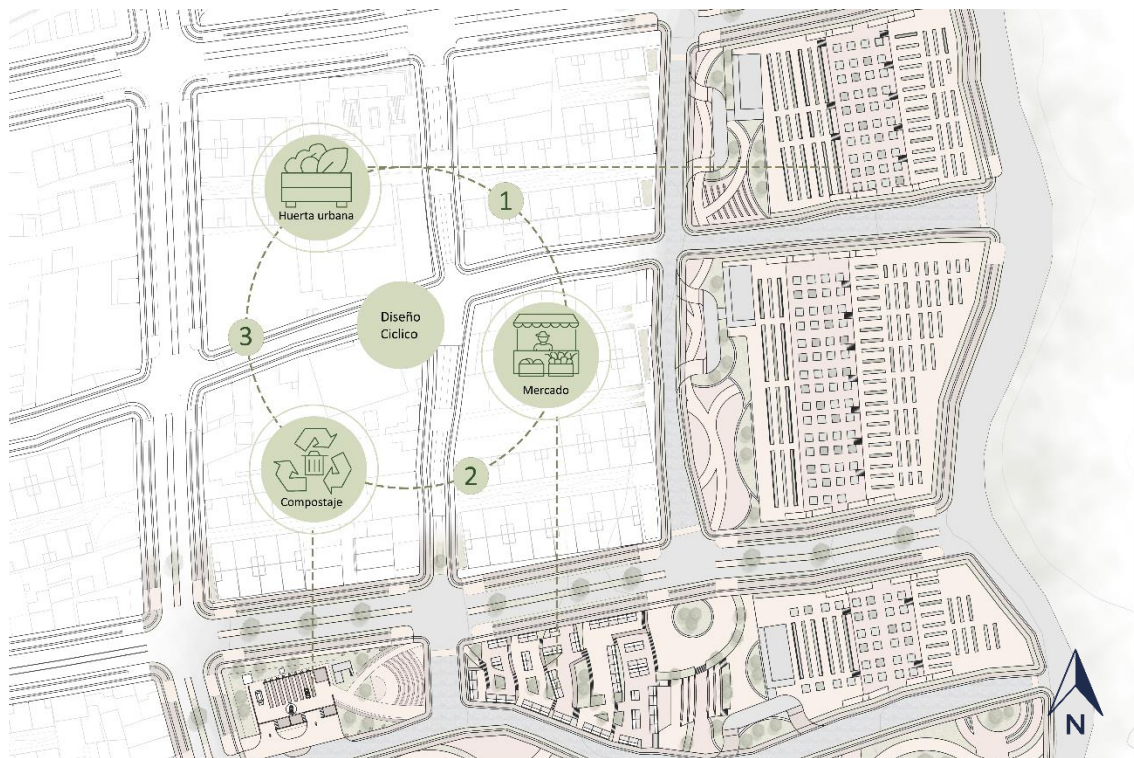 Huerta urbana
1
Diseño
Ciclico
3
Mercado
2
Compostaje
N